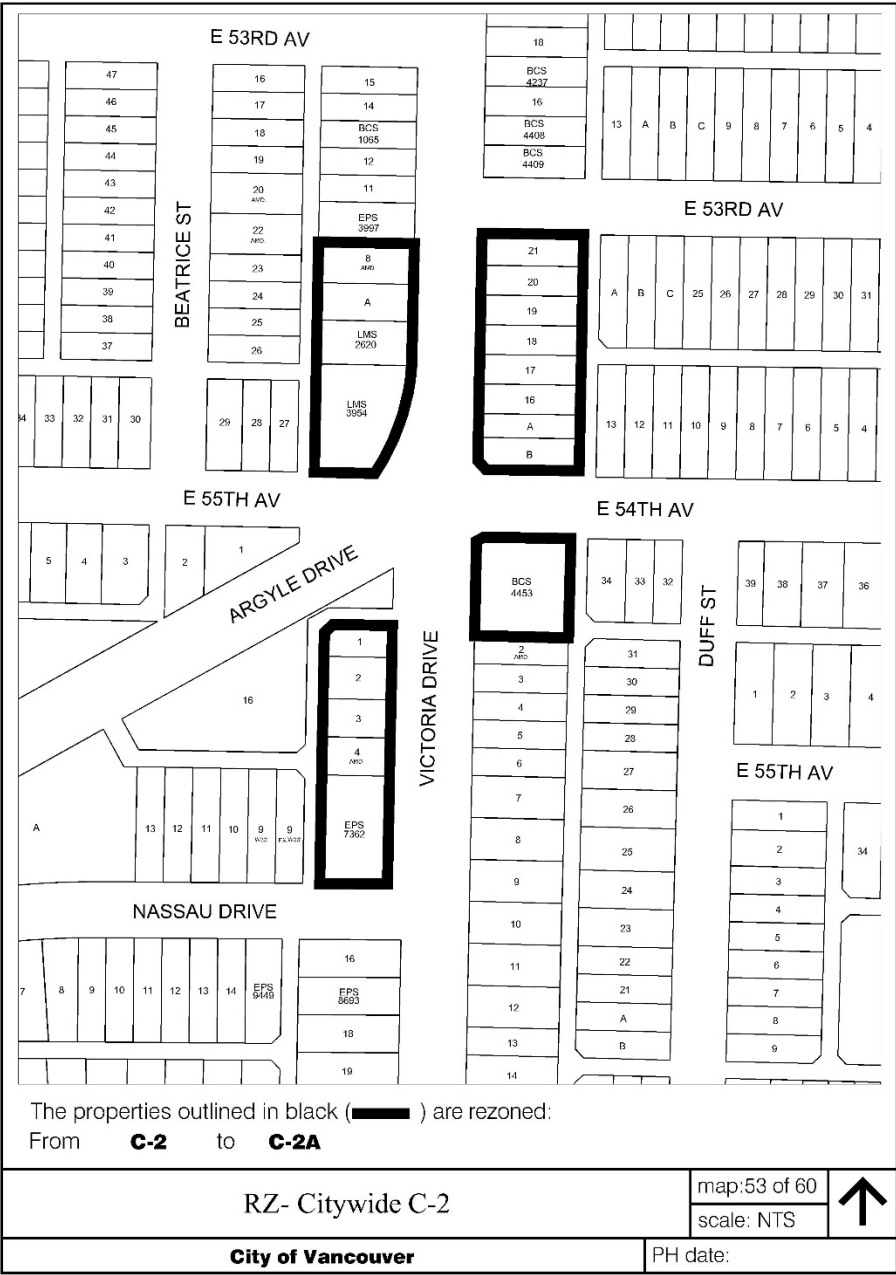 E 53RD AV
47
46
45
44
43
42
41
40
39
38
37
BEATRICE ST
16
17
18
19
20
AMD.
22
AMD.
23
24
25
26
15
14
BCS
1065
12
11
EPS
3997
8
AMD
A
LMS
2620
LMS
3954
18
BCS
4237
16
BCS
4408
BCS
4409
13 A B C 9 8 7 6 5 4
E 53RD AV
21
20
19
18
17
16
A
B
A B C 25 26 27 28 29 30 31
34 33 32 31 30
29 28 27
13 12 11 10 9 8 7 6 5 4
E 55TH AV
E 54TH AV
5 4 3 2 1
ARGYLE DRIVE
BCS
4453
34 33 32
DUFF ST
39 38 37 36
16
1
2
3
4
AMD.
EPS
7362
VICTORIA DRIVE
2
AMD.
3
4
5
6
7
8
9
10
11
12
13
14
31
30
29
28
27
26
25
24
23
22
21
A
B
1 2 3 4
E 55TH AV
1
2
3
4
5
6
7
8
9
34
A
13 12 11 10 9 9
NASSAU DRIVE
7 8 9 10 11 12 13 14 EPS
9449
16
EPS
8693
18
19
The properties outlined in black ( ) are rezoned:
From C-2 to C-2A
RZ- Citywide C-2
map:53 of 60
scale: NTS
City of Vancouver
PH date: